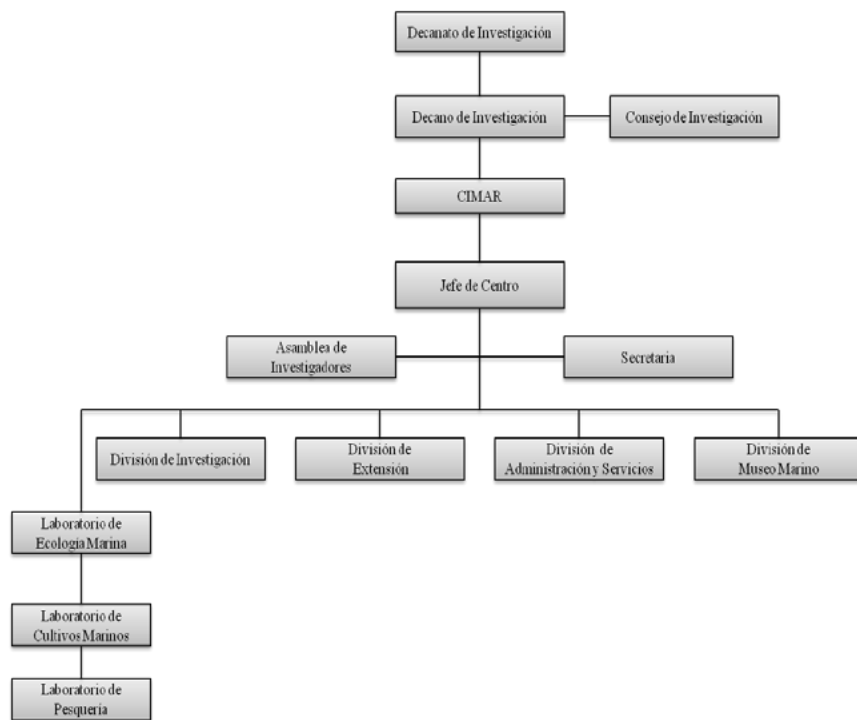 Decanato de Investigación
Decano de Investigación
Consejo de Investigación
CIMAR
Jefe de Centro
Asamblea de
Investigadores
Secretaria
División de Investigación
División de
Extensión
División de
Administración y Servicios
División de
Museo Marino
Laboratorio de
Ecología Marina
Laboratorio de
Cultivos Marinos
Laboratorio de
Pesquería